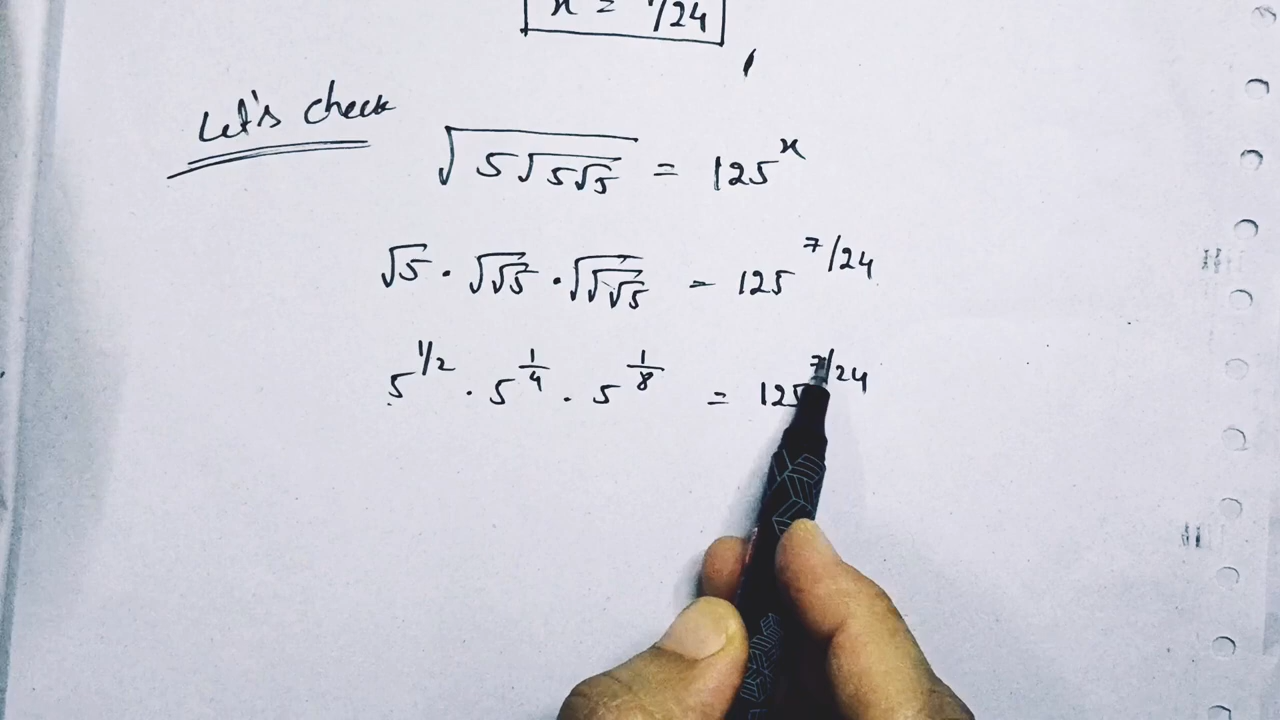 x = 7/24
Let's check
√(5√(5√5)) = 125^x
√5 · √√5 · √√√5 = 125^7/24
5^1/2 · 5^1/4 · 5^1/8 = 125^7/24